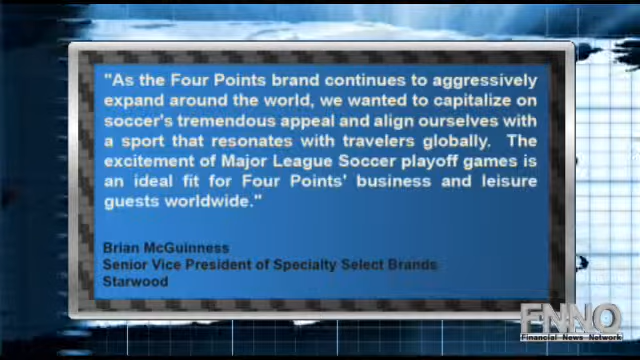 "As the Four Points brand continues to aggressively
expand around the world, we wanted to capitalize on
soccer's tremendous appeal and align ourselves with
a sport that resonates with travelers globally. The
excitement of Major League Soccer playoff games is
an ideal fit for Four Points' business and leisure
guests worldwide."
Brian McGuinness
Senior Vice President of Specialty Select Brands
Starwood
FNNO
Financial News Network